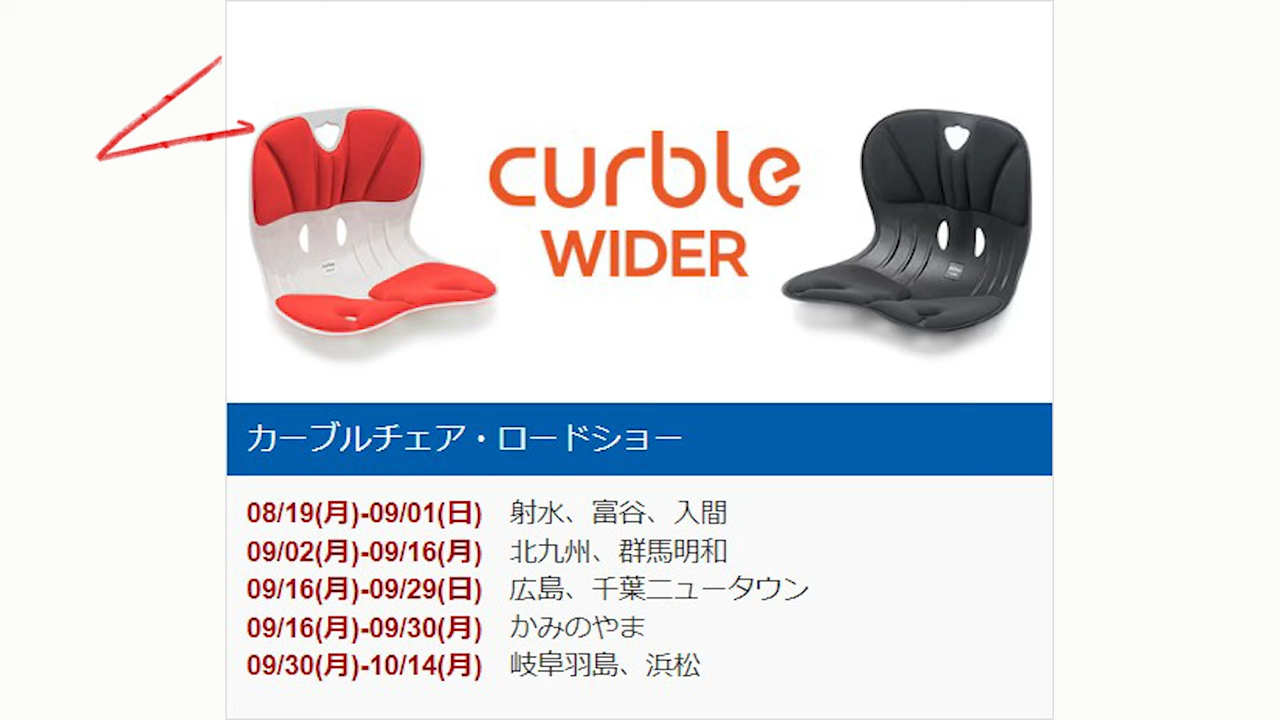 curble
WIDER
カーブルチェア・ロードショー
08/19(月)-09/01(日) 射水、富谷、入間
09/02(月)-09/16(月) 北九州、群馬明和
09/16(月)-09/29(日) 広島、千葉ニュータウン
09/16(月)-09/30(月) かみのやま
09/30(月)-10/14(月) 岐阜羽島、浜松